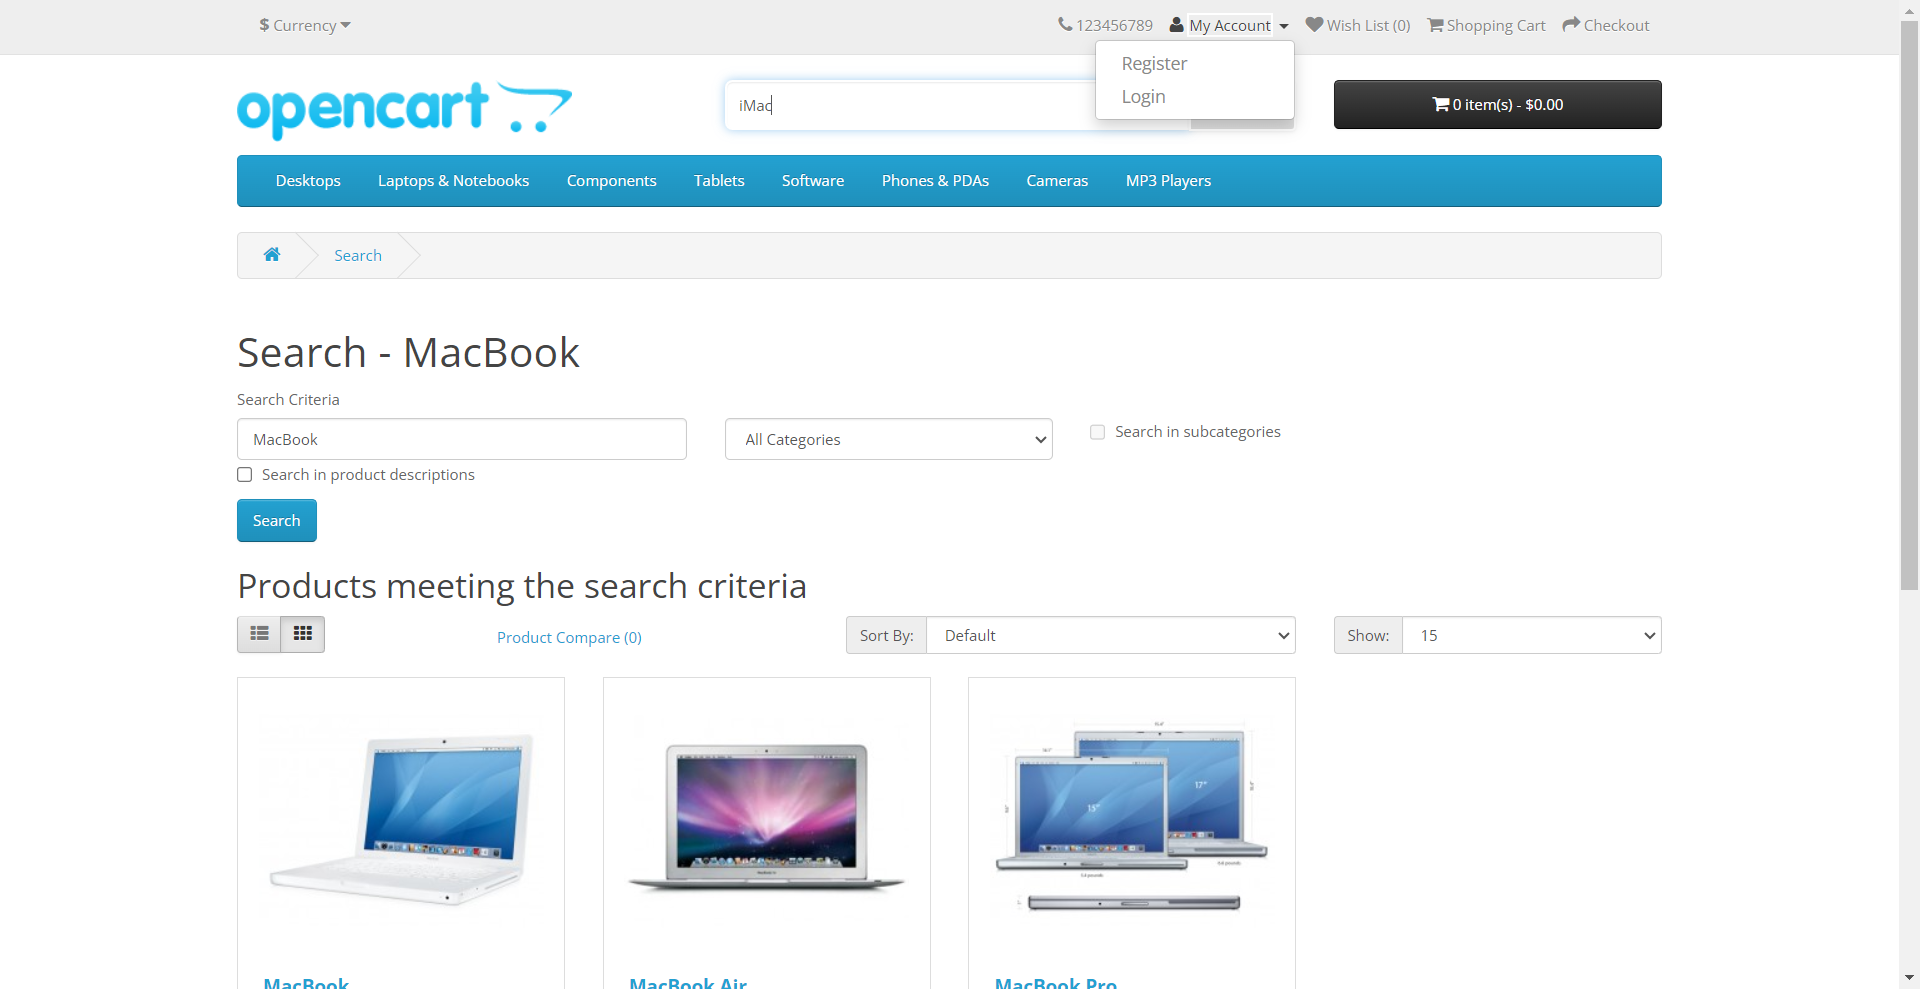 $ Currency
123456789
My Account
Wish List (0)
Shopping Cart
Checkout
Register
Login
opencart
iMac
0 item(s) - $0.00
Desktops
Laptops & Notebooks
Components
Tablets
Software
Phones & PDAs
Cameras
MP3 Players
Search
Search - MacBook
Search Criteria
MacBook
All Categories
Search in subcategories
Search in product descriptions
Search
Products meeting the search criteria
Product Compare (0)
Sort By:
Default
Show:
15
15"
17"
MacBook
MacBook Air
MacBook Pro